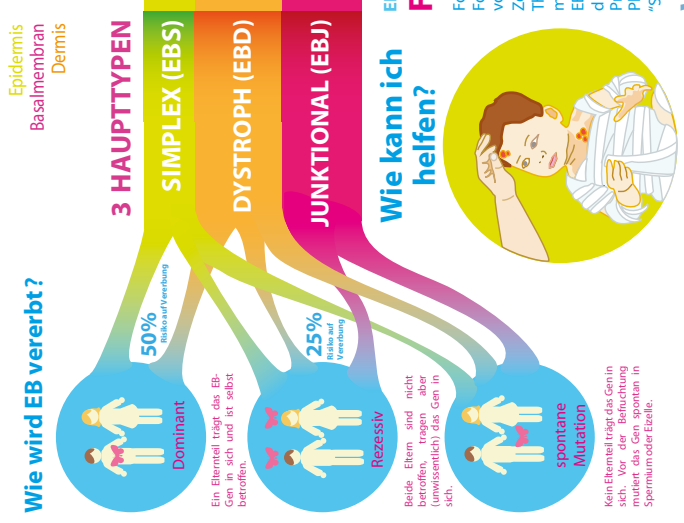 Epidermis
Basalmembran
Dermis
Wie wird EB vererbt?
3 HAUPTTYPEN
SIMPLEX (EBS)
DYSTROPH (EBD)
JUNKTIONAL (EBJ)
50%
Risiko auf Vererbung
Dominant
Ein Elternteil trägt das EB-
Gen in sich und ist selbst
betroffen.
25%
Risiko auf
Vererbung
Rezessiv
Beide Eltern sind nicht
betroffen, tragen aber
(unwissentlich) das Gen in
sich.
spontane
Mutation
Kein Elternteil trägt das Gen in
sich. Vor der Befruchtung
mutiert das Gen spontan in
Spermium oder Eizelle.
Wie kann ich
helfen?